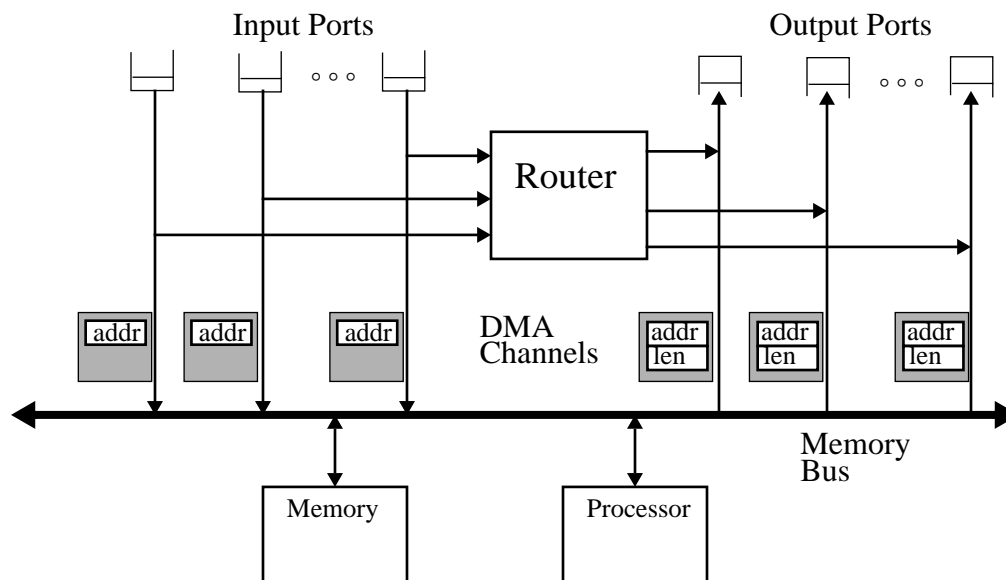 Input Ports
Output Ports
Router
addr
addr
addr
DMA
Channels
addr
len
addr
len
addr
len
Memory
Bus
Memory
Processor